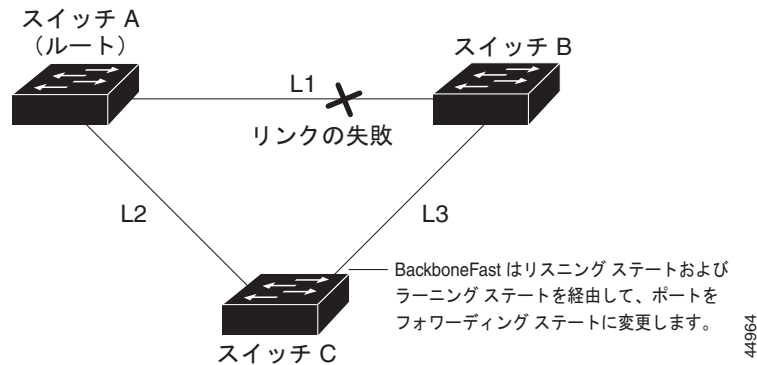 スイッチ A
（ルート）
スイッチ B
L1
リンクの失敗
L2
L3
BackboneFast はリスニング ステートおよび
ラーニング ステートを経由して、ポートを
フォワーディング ステートに変更します。
スイッチ C
44964